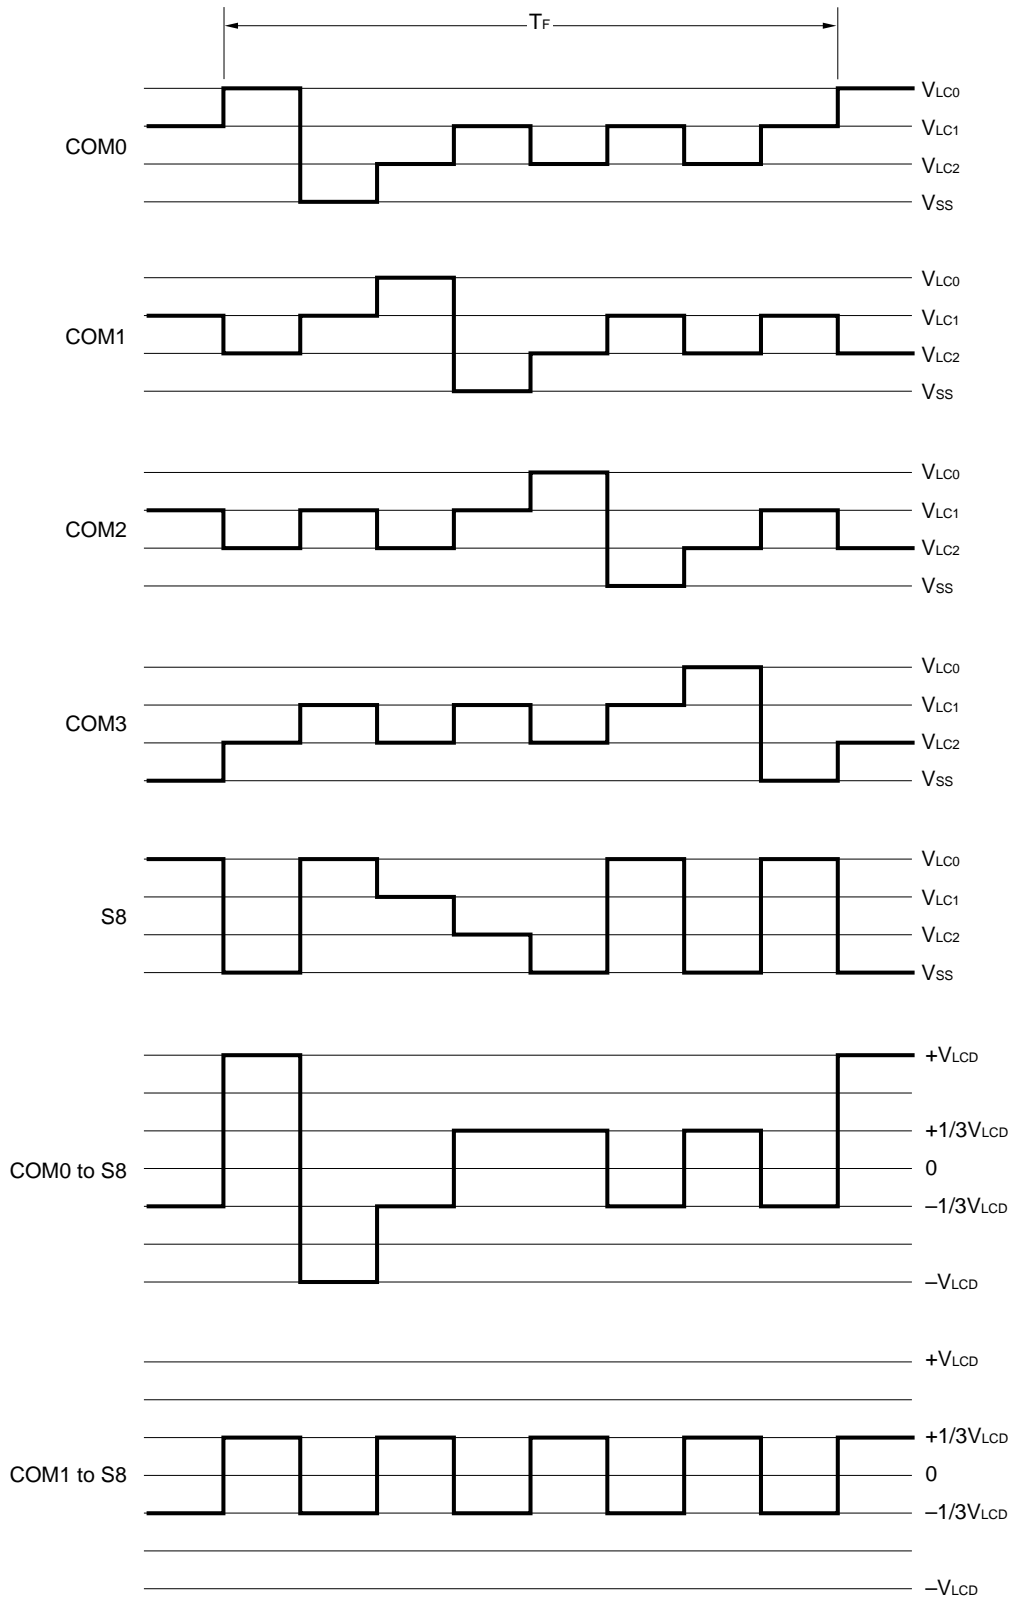 TF
COM0
VLC0
VLC1
VLC2
VSS
COM1
VLC0
VLC1
VLC2
VSS
COM2
VLC0
VLC1
VLC2
VSS
COM3
VLC0
VLC1
VLC2
VSS
S8
VLC0
VLC1
VLC2
VSS
COM0 to S8
+VLCD
+1/3VLCD
0
–1/3VLCD
–VLCD
COM1 to S8
+VLCD
+1/3VLCD
0
–1/3VLCD
–VLCD